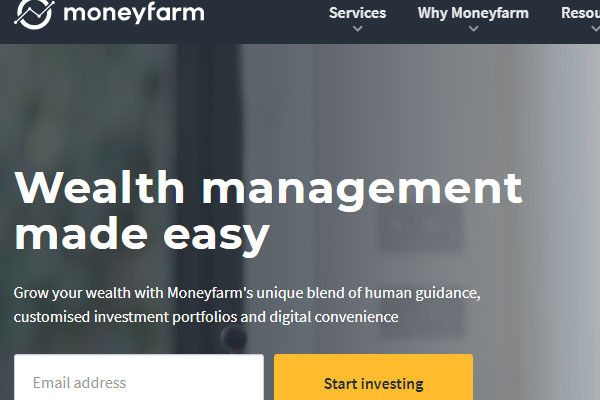 moneyfarm
Services Why Moneyfarm
Wealth management
made easy
Grow your wealth with Moneyfarm's unique blend of human guidance,
customised investment portfolios and digital convenience
Email address Start investing